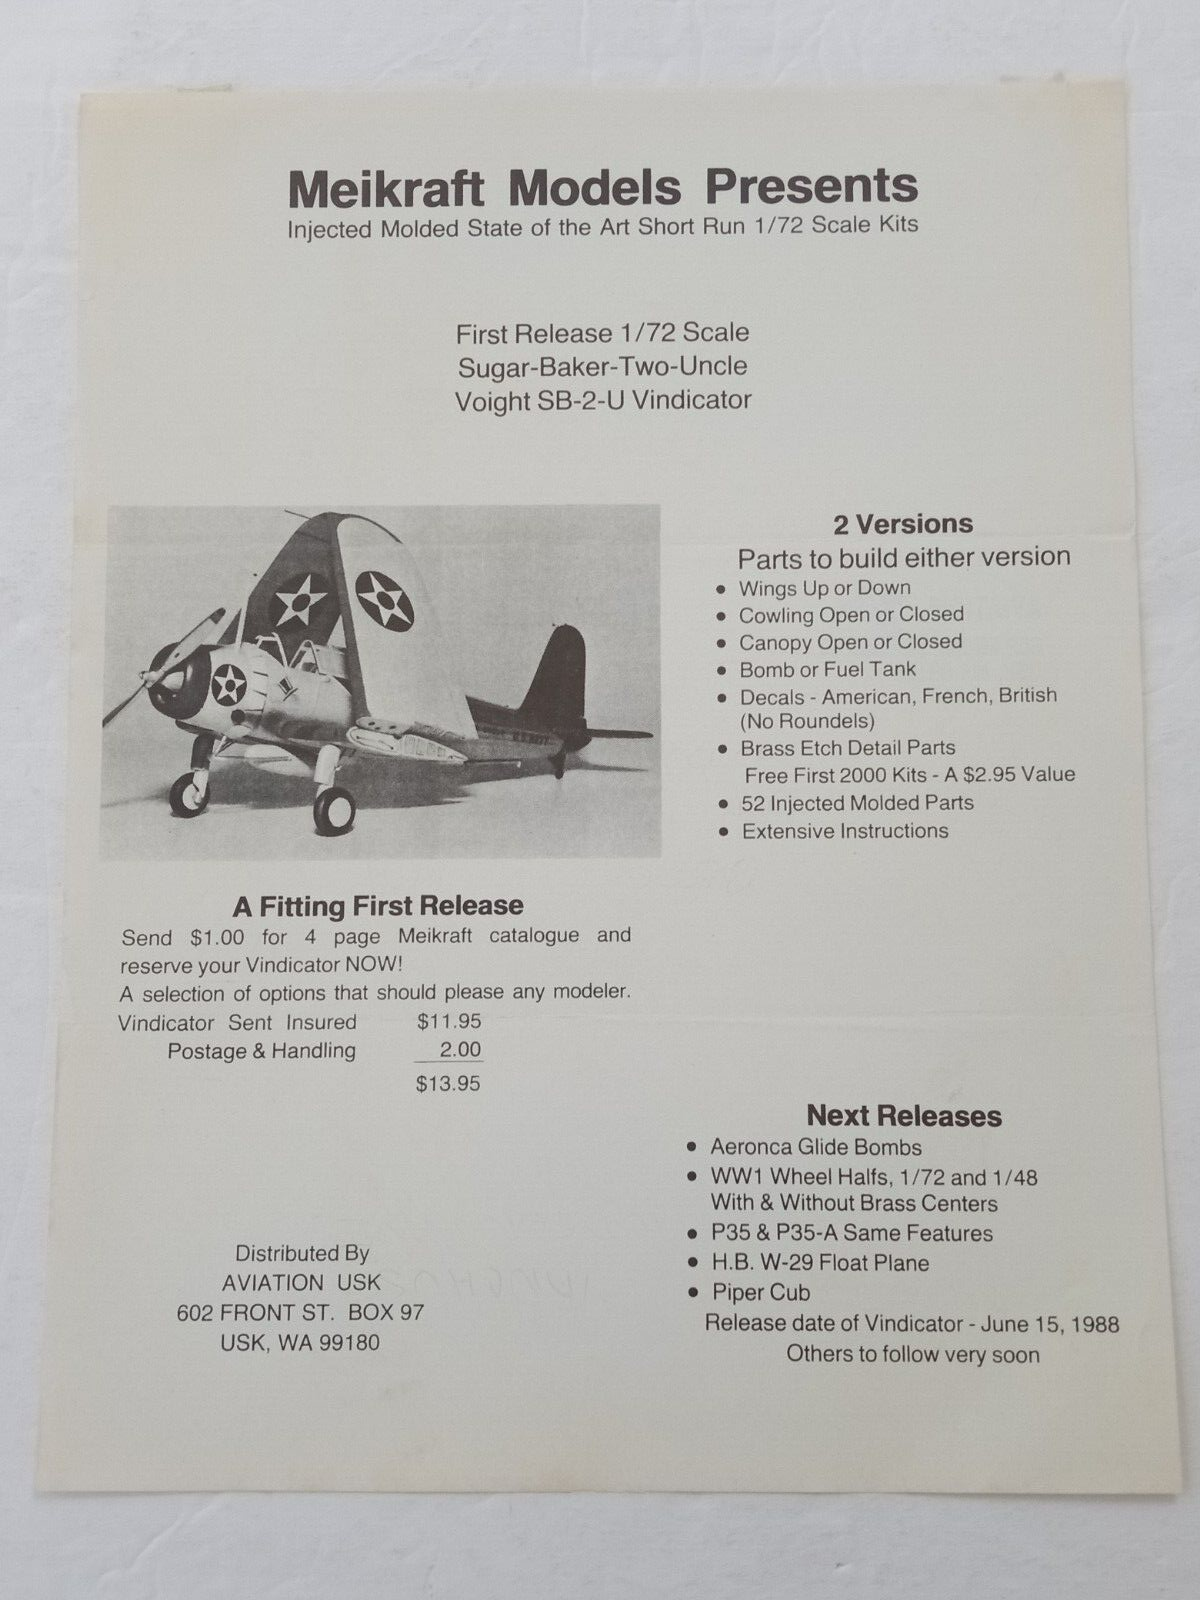 Meikraft Models Presents
Injected Molded State of the Art Short Run 1/72 Scale Kits
First Release 1/72 Scale
Sugar-Baker-Two-Uncle
Voight SB-2-U Vindicator
2 Versions
Parts to build either version
• Wings Up or Down
• Cowling Open or Closed
• Canopy Open or Closed
• Bomb or Fuel Tank
• Decals - American, French, British
(No Roundels)
• Brass Etch Detail Parts
Free First 2000 Kits - A $2.95 Value
• 52 Injected Molded Parts
• Extensive Instructions
A Fitting First Release
Send $1.00 for 4 page Meikraft catalogue and
reserve your Vindicator NOW!
A selection of options that should please any modeler.
Vindicator Sent Insured $11.95
Postage & Handling 2.00
$13.95
Next Releases
• Aeronca Glide Bombs
• WW1 Wheel Halfs, 1/72 and 1/48
With & Without Brass Centers
• P35 & P35-A Same Features
• H.B. W-29 Float Plane
• Piper Cub
Release date of Vindicator - June 15, 1988
Others to follow very soon
Distributed By
AVIATION USK
602 FRONT ST. BOX 97
USK, WA 99180